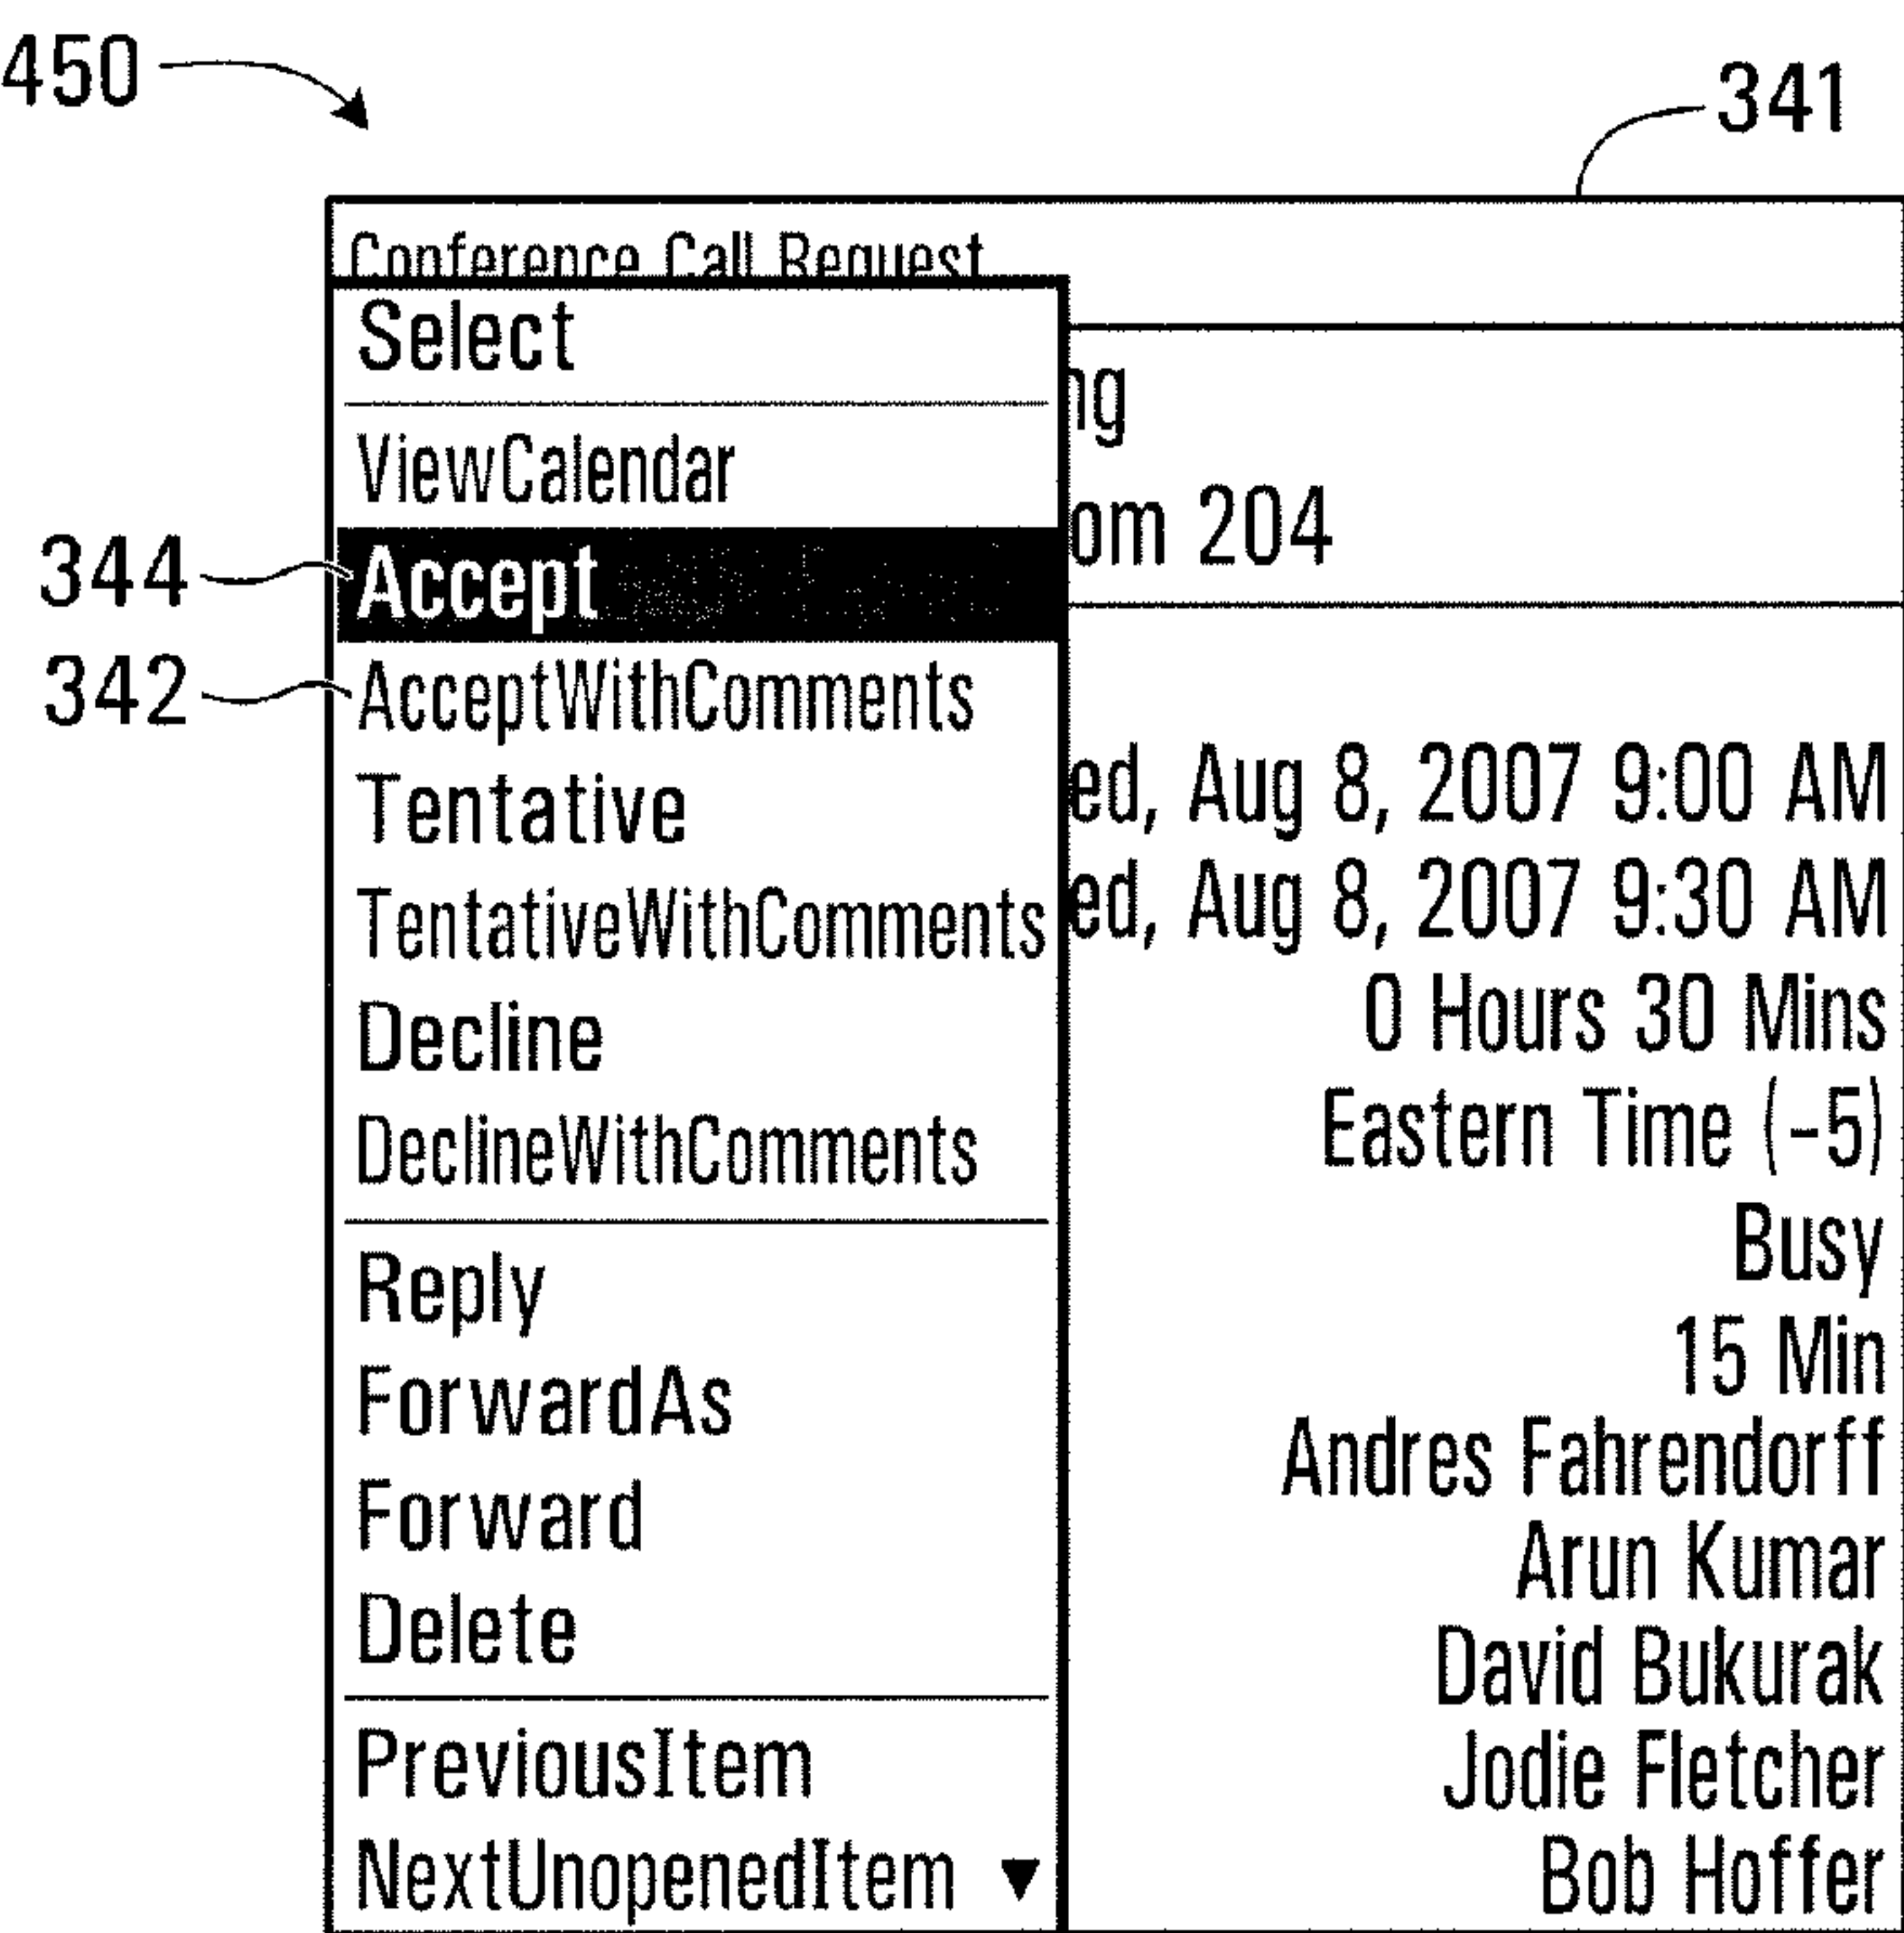 450
341
Conference Call Request
Select
ng
ViewCalendar
om 204
344 Accept
342 AcceptWithComments
Tentative
ed, Aug 8, 2007 9:00 AM
TentativeWithComments
ed, Aug 8, 2007 9:30 AM
Decline
0 Hours 30 Mins
DeclineWithComments
Eastern Time (-5)
Reply
Busy
ForwardAs
15 Min
Andres Fahrendorff
Forward
Arun Kumar
Delete
David Bukurak
PreviousItem
Jodie Fletcher
NextUnopenedItem ▼
Bob Hoffer